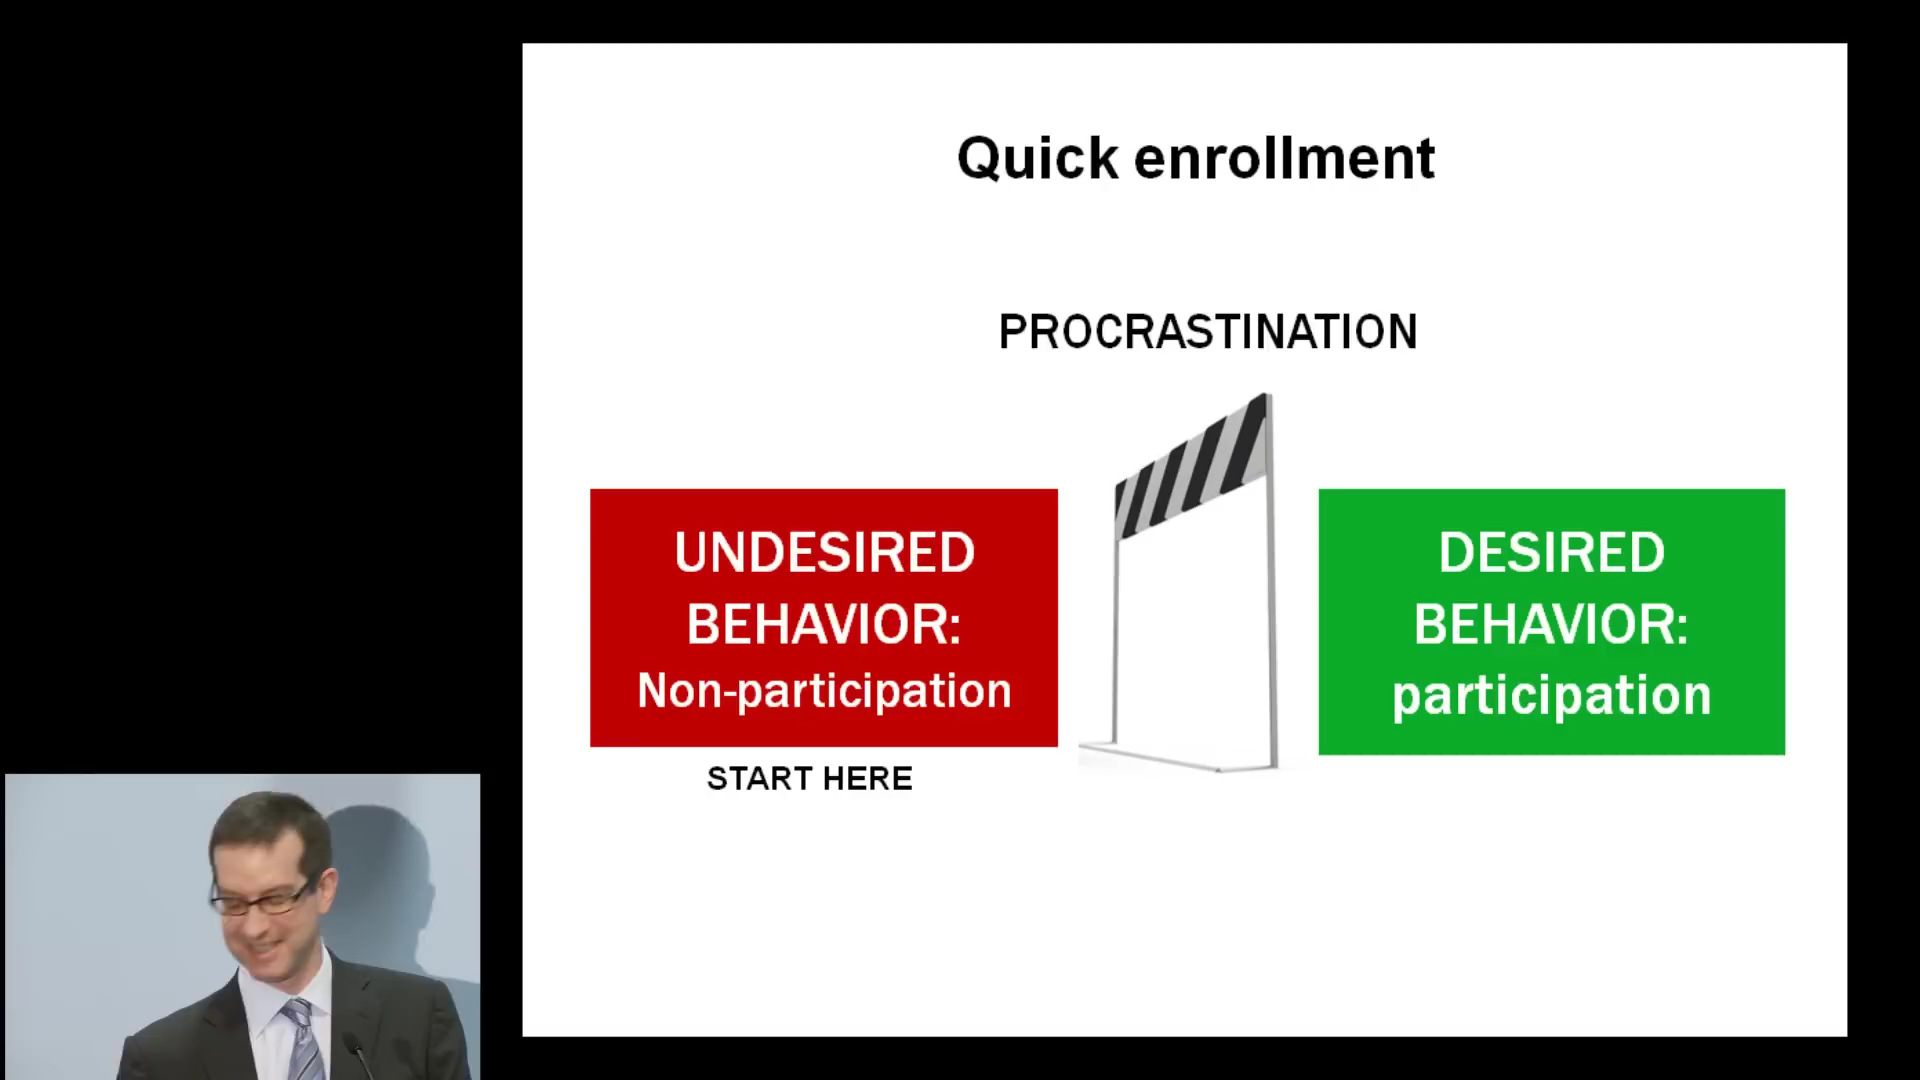 Quick enrollment
PROCRASTINATION
UNDESIRED
BEHAVIOR:
Non-participation
START HERE
DESIRED
BEHAVIOR:
participation